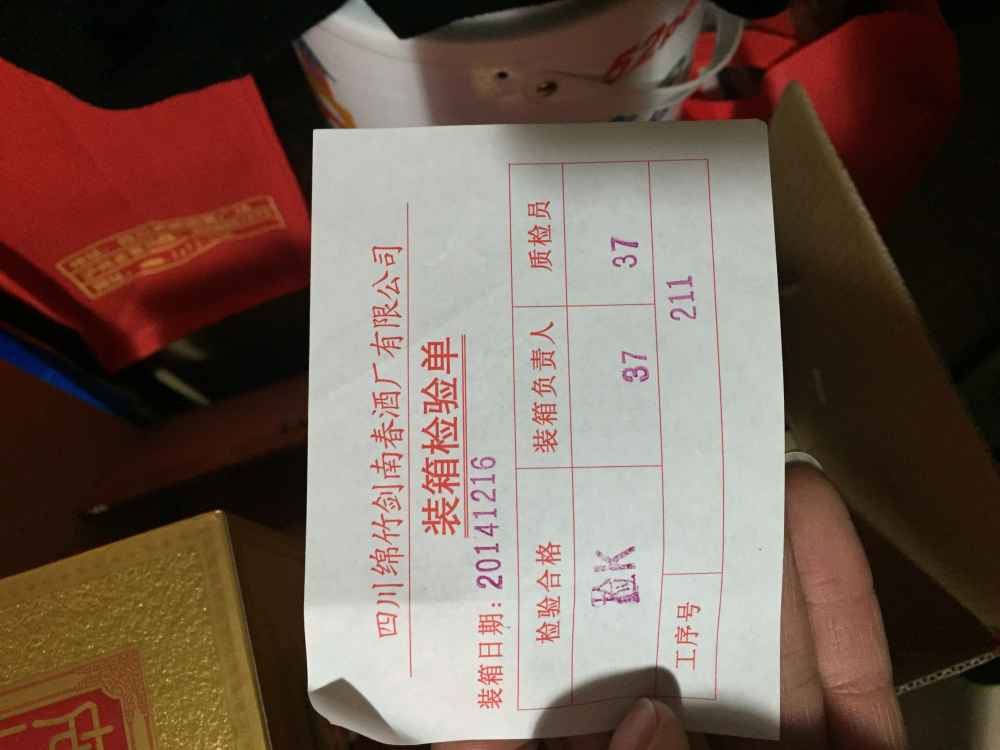 四川绵竹剑南春酒厂有限公司
装箱检验单
装箱日期：20141216
检验合格 装箱负责人 质检员
检K 37 37
工序号 211